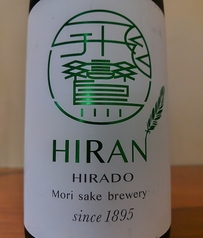 HIRAN
HIRADO
Mori sake brewery
since 1895